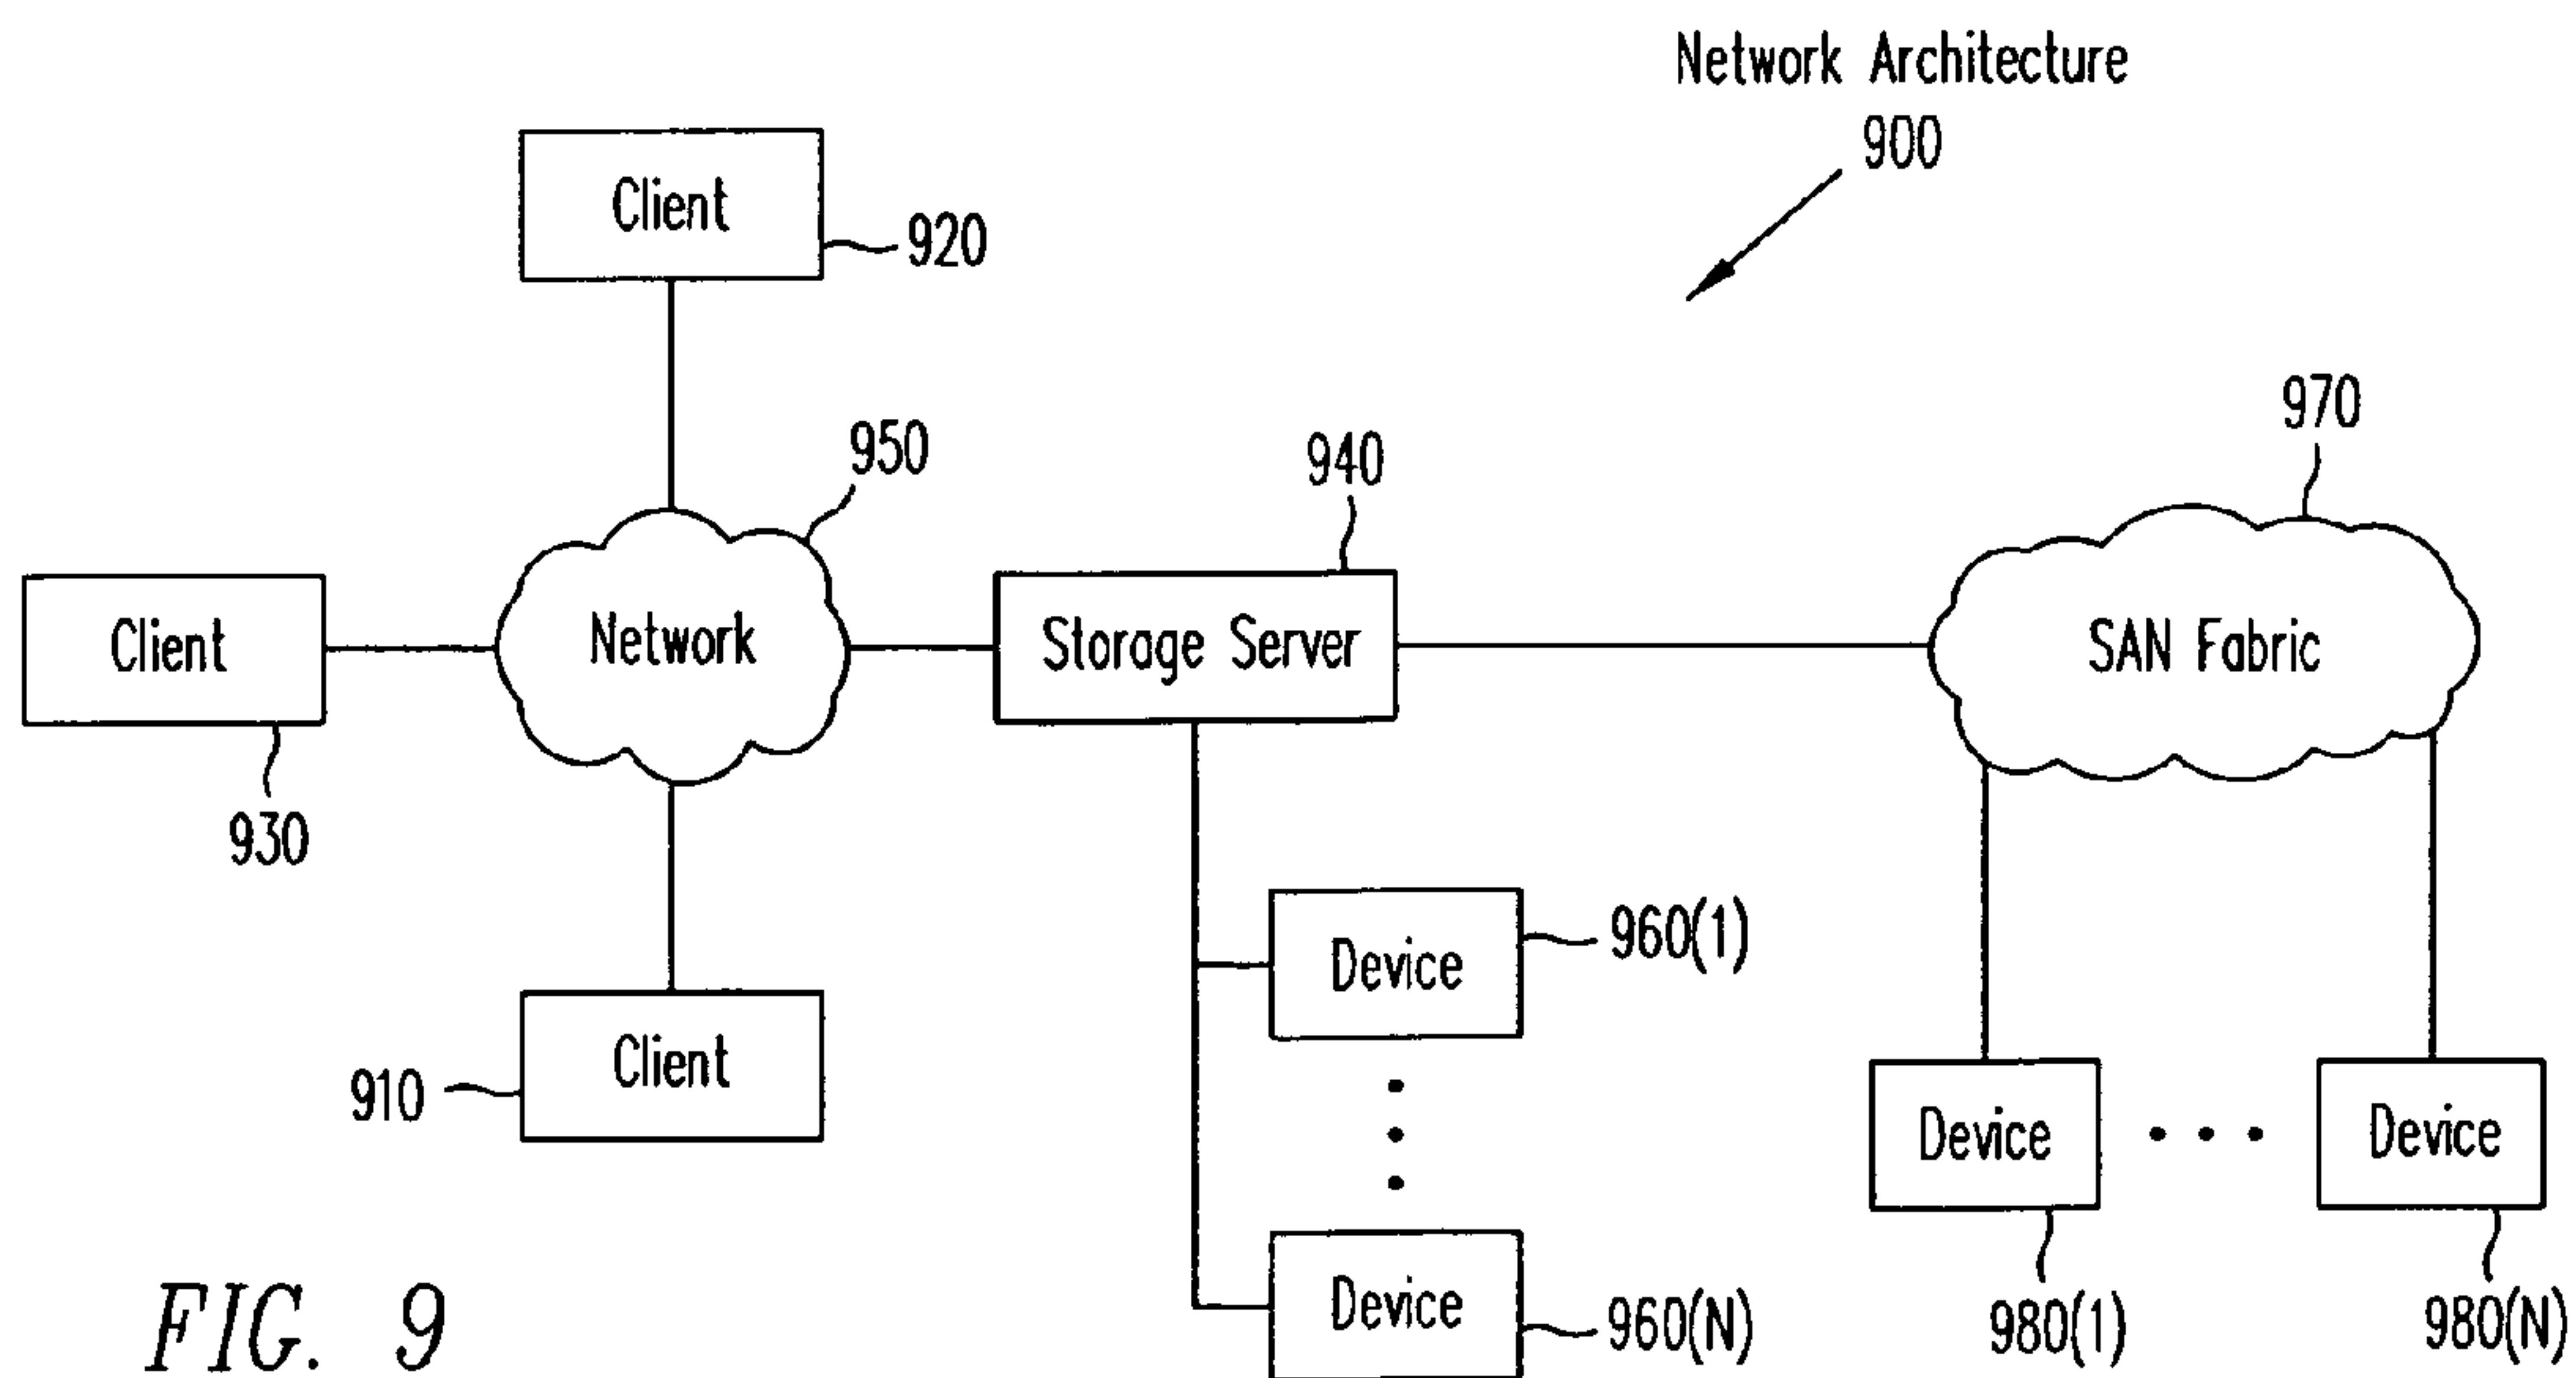 Network Architecture
900
Client
920
950
940
970
Client
Network
Storage Server
SAN Fabric
930
Device
960(1)
Client
910
Device
Device
Device
960(N)
980(1)
980(N)
FIG. 9